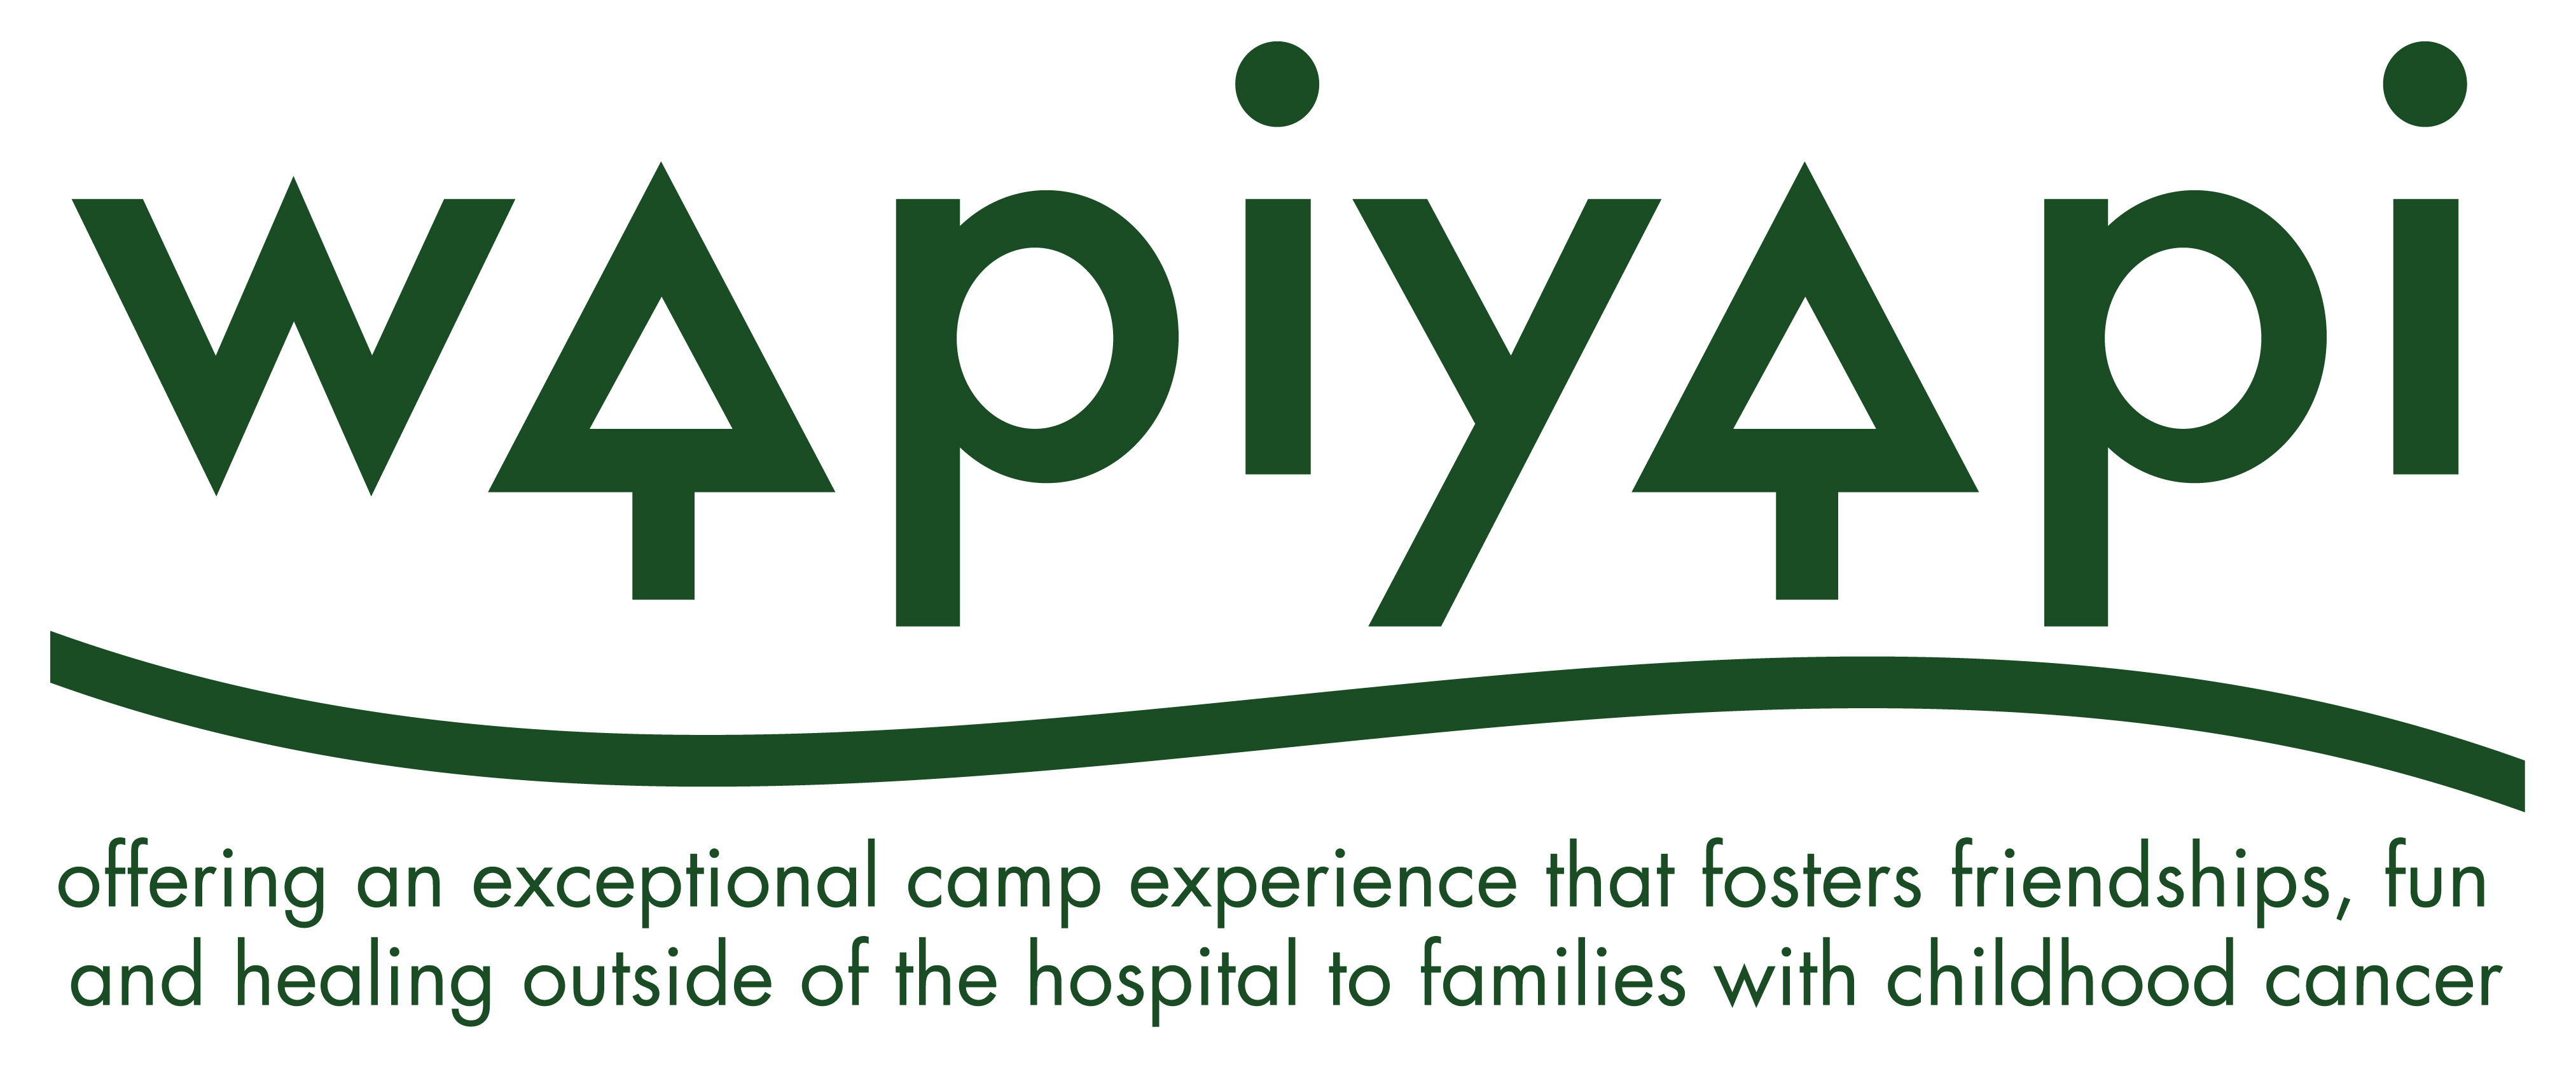 wapiyapi
offering an exceptional camp experience that fosters friendships, fun
and healing outside of the hospital to families with childhood cancer